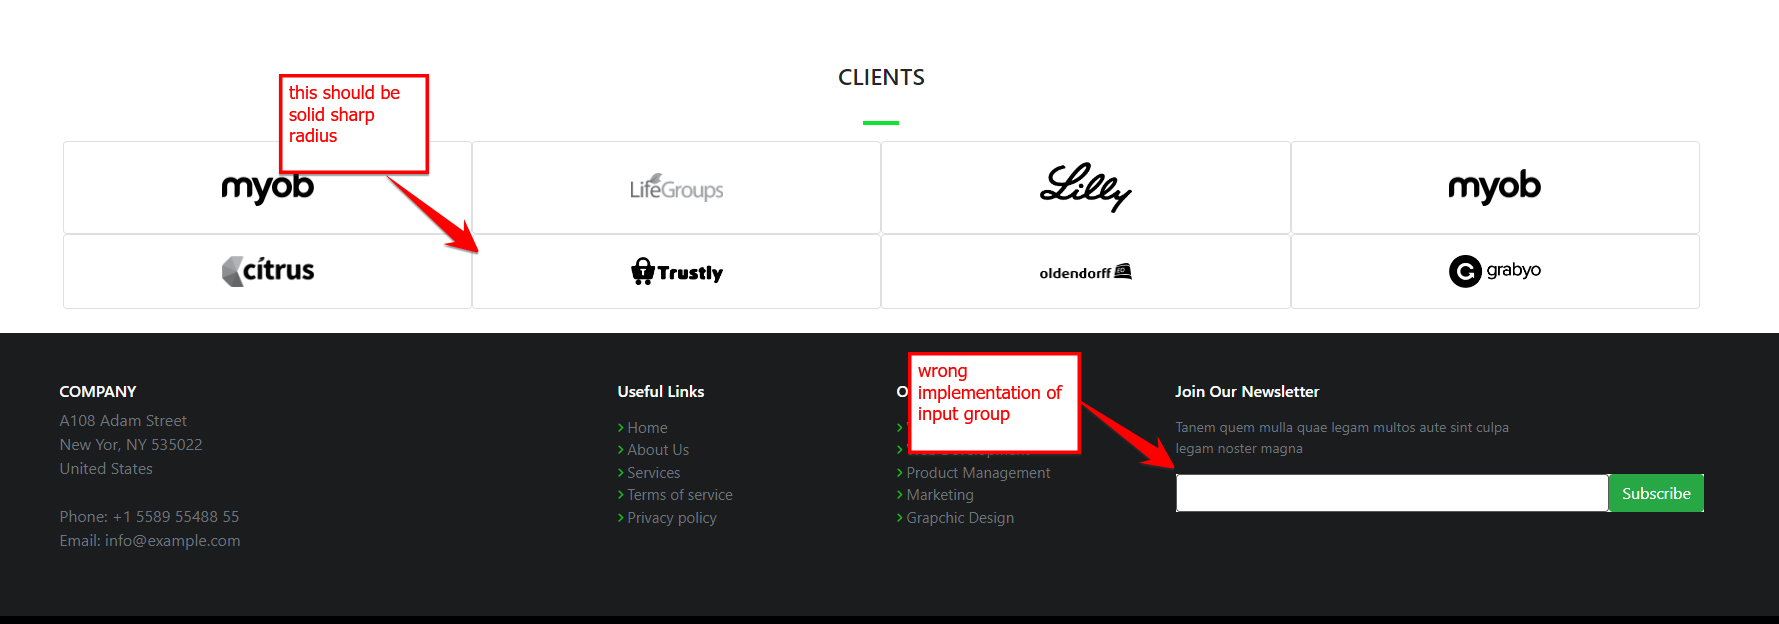 CLIENTS
this should be
solid sharp
radius
myob
LifeGroups
Lilly
myob
citrus
Trustly
oldendorff
grabyo
COMPANY
A108 Adam Street
New Yor, NY 535022
United States
Phone: +1 5589 55488 55
Email: info@example.com
Useful Links
Home
About Us
Services
Terms of service
Privacy policy
wrong
implementation of
input group
Product Management
Marketing
Grapchic Design
Join Our Newsletter
Tanem quem mulla quae legam multos aute sint culpa
legam noster magna
Subscribe